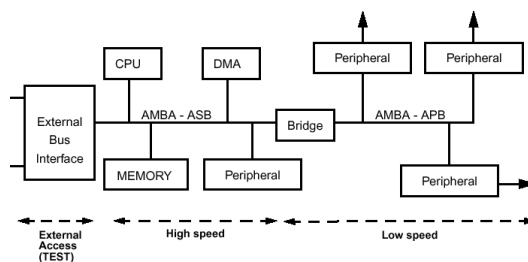 CPU
DMA
Peripheral
Peripheral
External
Bus
Interface
AMBA - ASB
Bridge
AMBA - APB
MEMORY
Peripheral
Peripheral
External
Access
(TEST)
High speed
Low speed